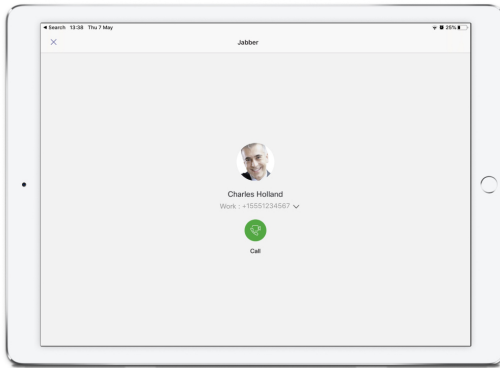 Search 13:38 Thu 7 May 25%
Jabber
Charles Holland
Work : +15551234567
Call